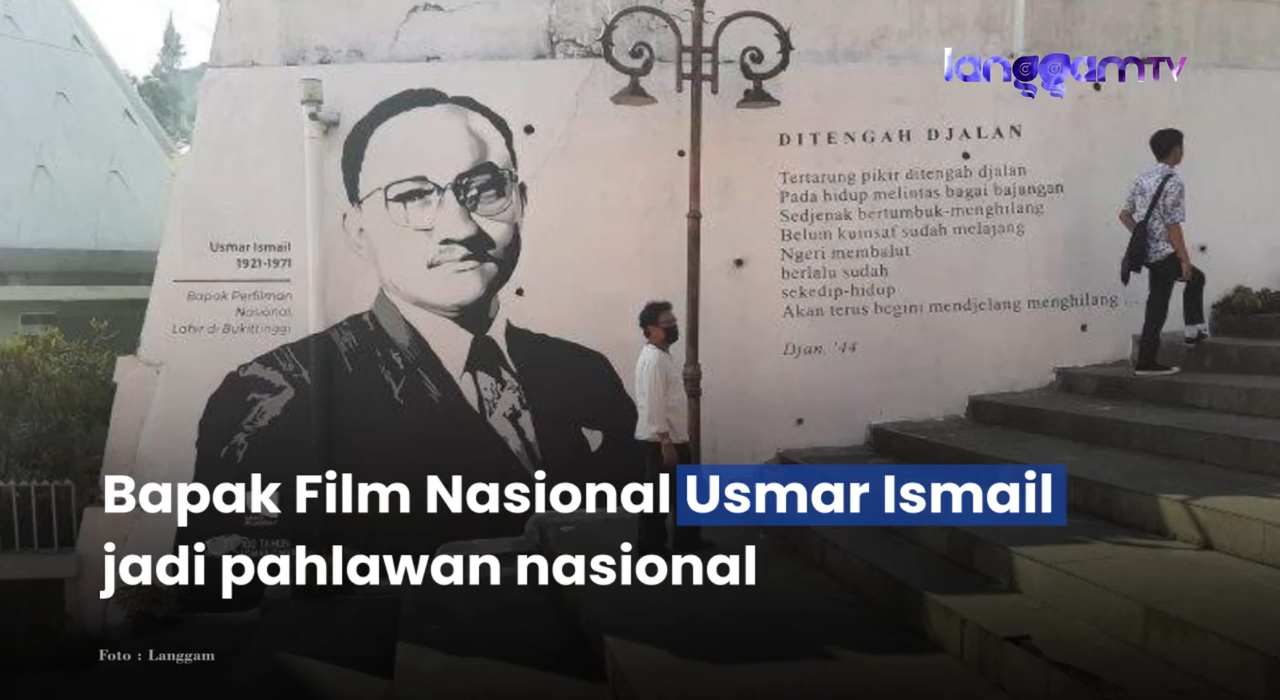 langgamTV
DITENGAH DJALAN
Tertarung pikir ditengah djalan
Pada hidup melintas bagai bajangan
Sedjenak bertumbuk-menghilang
Belum kuinsaf sudah melajang
Ngeri membalut
berlalu sudah
sekedip-hidup
Akan terus begini mendjelang menghilang ...
Djan. '44
Usmar Ismail
1921-1971
Bapak Perfilman
Nasional
Lahir di Bukittinggi
Bapak Film Nasional Usmar Ismail
jadi pahlawan nasional
Foto : Langgam